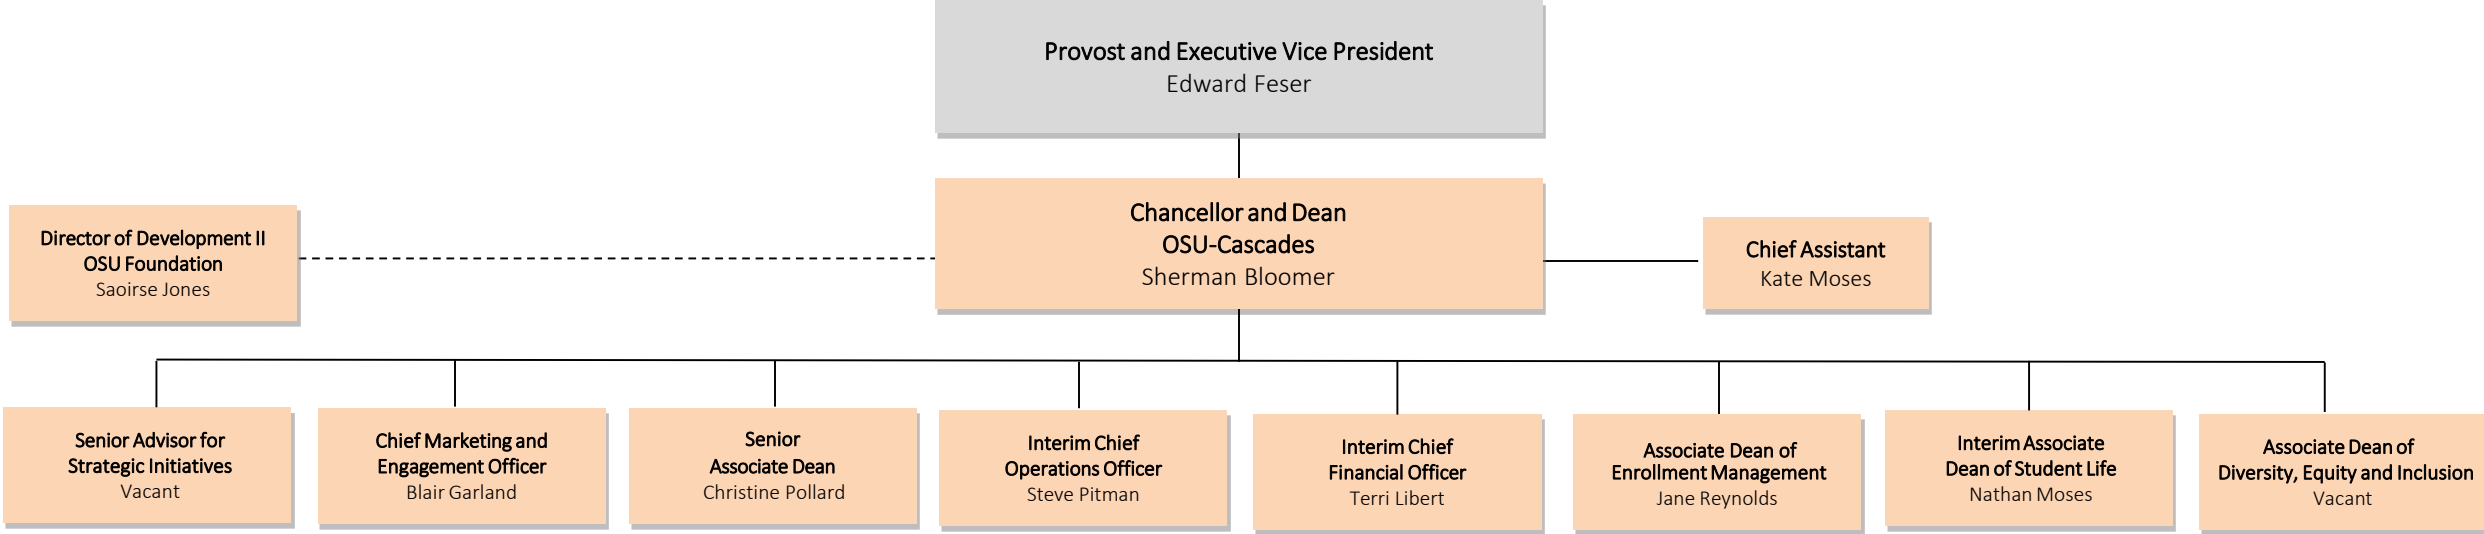 Provost and Executive Vice President
Edward Feser
Chancellor and Dean
OSU-Cascades
Sherman Bloomer
Director of Development II
OSU Foundation
Saoirse Jones
Chief Assistant
Kate Moses
Senior Advisor for
Strategic Initiatives
Vacant
Chief Marketing and
Engagement Officer
Blair Garland
Senior
Associate Dean
Christine Pollard
Interim Chief
Operations Officer
Steve Pitman
Interim Chief
Financial Officer
Terri Libert
Associate Dean of
Enrollment Management
Jane Reynolds
Interim Associate
Dean of Student Life
Nathan Moses
Associate Dean of
Diversity, Equity and Inclusion
Vacant